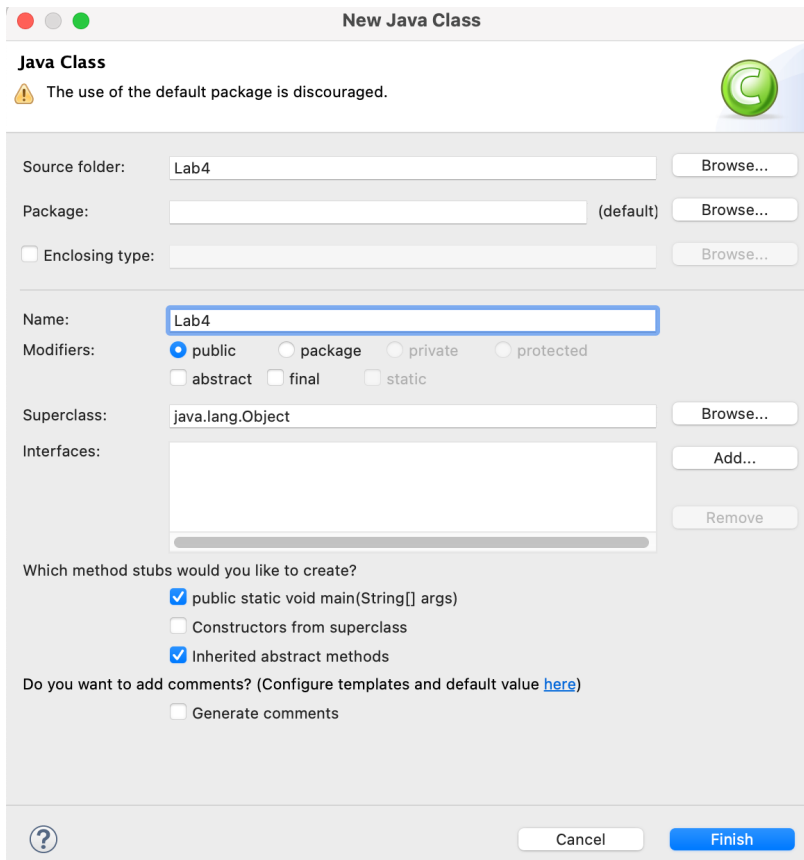 New Java Class
Java Class
The use of the default package is discouraged.
C
Source folder: Lab4 Browse...
Package: (default) Browse...
Enclosing type: Browse...
Name: Lab4
Modifiers: public package private protected
abstract final static
Superclass: java.lang.Object Browse...
Interfaces: Add...
Remove
Which method stubs would you like to create?
public static void main(String[] args)
Constructors from superclass
Inherited abstract methods
Do you want to add comments? (Configure templates and default value here)
Generate comments
? Cancel Finish